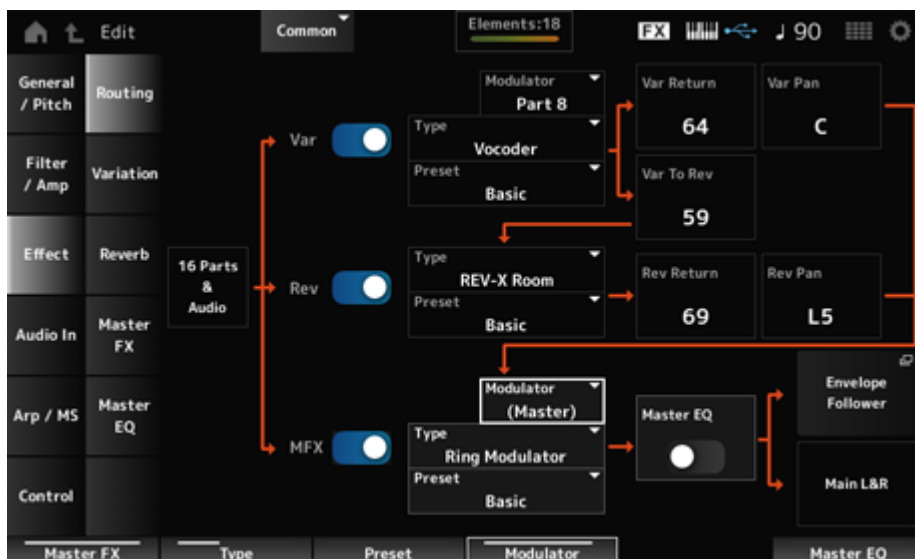 Edit
Common
Elements:18
FX
90
General
/ Pitch
Filter
/ Amp
Effect
Audio In
Arp / MS
Control
Routing
Variation
Reverb
Master
FX
Master
EQ
16 Parts
&
Audio
Var
Modulator
Part 8
Type
Vocoder
Preset
Basic
Var Return
64
Var Pan
C
Var To Rev
59
Rev
Type
REV-X Room
Preset
Basic
Rev Return
69
Rev Pan
L5
MFX
Modulator
(Master)
Type
Ring Modulator
Preset
Basic
Master EQ
Envelope
Follower
Main L&R
Master FX
Type
Preset
Modulator
Master EQ